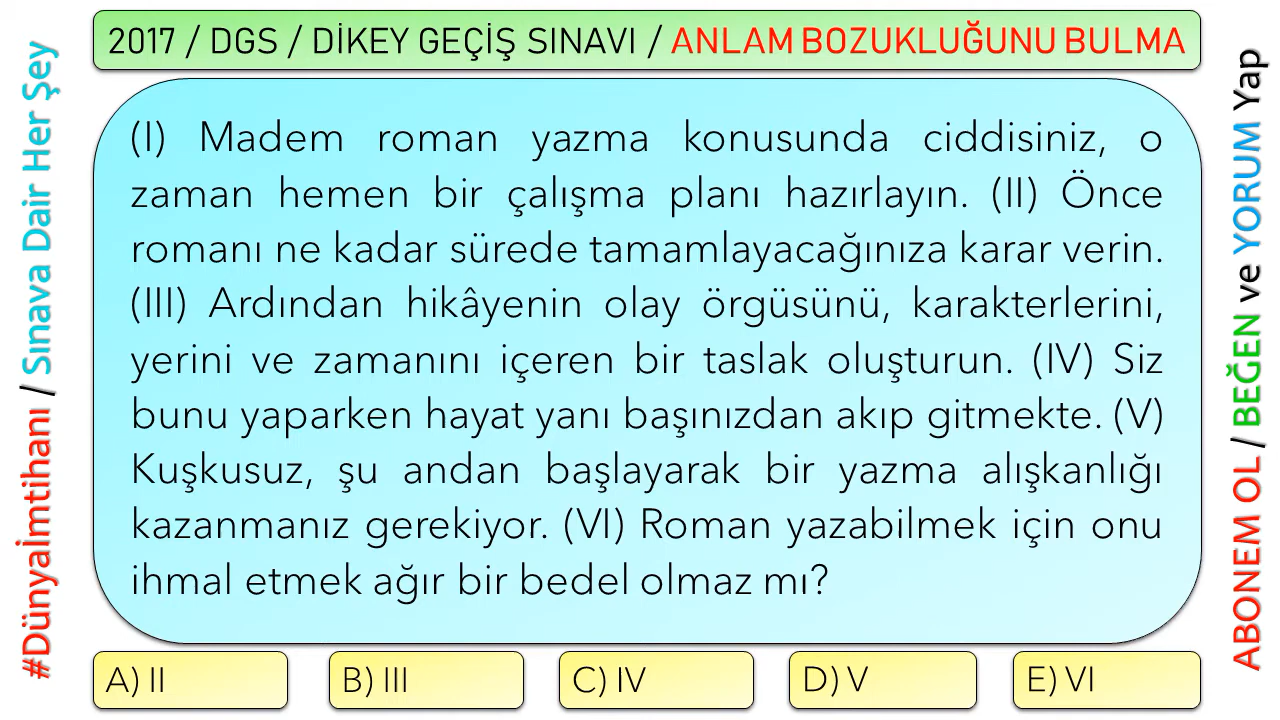 2017 / DGS / DİKEY GEÇİŞ SINAVI / ANLAM BOZUKLUĞUNU BULMA
#Dünyaİmtihanı / Sınava Dair Her Şey
(I) Madem roman yazma konusunda ciddisiniz, o
zaman hemen bir çalışma planı hazırlayın. (II) Önce
romanı ne kadar sürede tamamlayacağınıza karar verin.
(III) Ardından hikâyenin olay örgüsünü, karakterlerini,
yerini ve zamanını içeren bir taslak oluşturun. (IV) Siz
bunu yaparken hayat yanı başınızdan akıp gitmekte. (V)
Kuşkusuz, şu andan başlayarak bir yazma alışkanlığı
kazanmanız gerekiyor. (VI) Roman yazabilmek için onu
ihmal etmek ağır bir bedel olmaz mı?
A) II
B) III
C) IV
D) V
E) VI
ABONEM OL / BEĞEN ve YORUM Yap